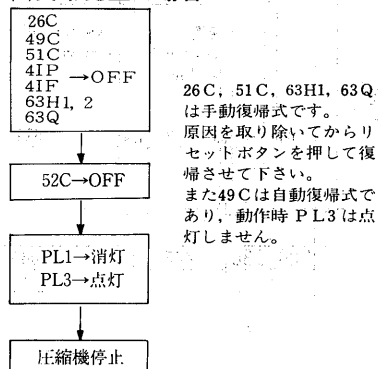 26C
49C
51C
4IP →OFF
4IF
63H1, 2
63Q
26C, 51C, 63H1, 63Q
は手動復帰式です。
原因を取り除いてからリ
セットボタンを押して復
帰させて下さい。
また49Cは自動復帰式で
あり, 動作時PL3は点
灯しません。
52C→OFF
PL1→消灯
PL3→点灯
圧縮機停止